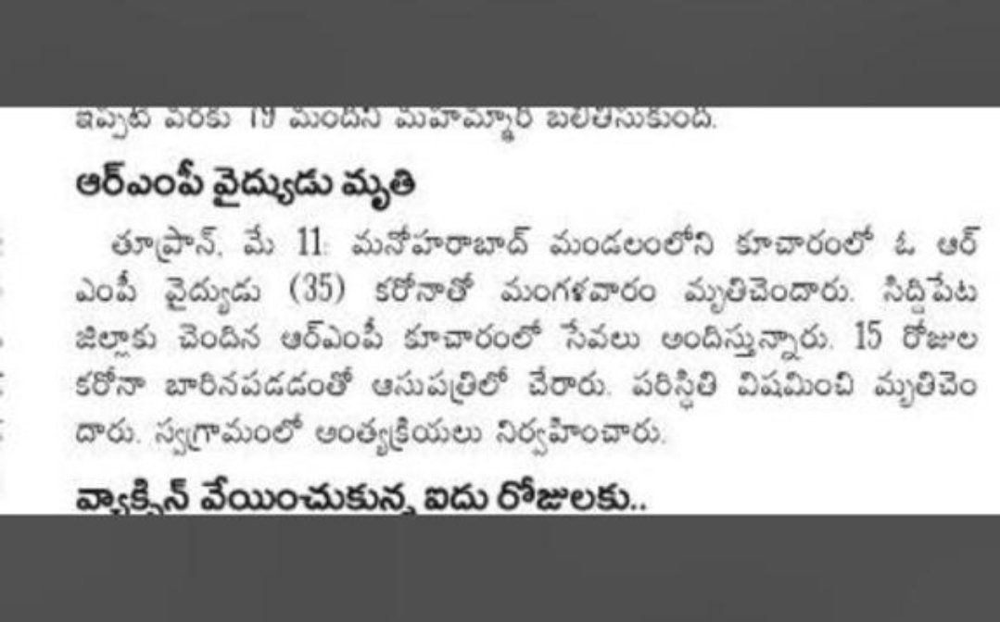 ఇప్పటి వరకు 19 మందిని మహమ్మారి బలితీసుకుంది.
ఆర్ఎంపీ వైద్యుడు మృతి
తూప్రాన్, మే 11: మనోహరాబాద్ మండలంలోని కూచారంలో ఓ ఆర్
ఎంపీ వైద్యుడు (35) కరోనాతో మంగళవారం మృతిచెందారు. సిద్దిపేట
జిల్లాకు చెందిన ఆర్ఎంపీ కూచారంలో సేవలు అందిస్తున్నారు. 15 రోజుల
కరోనా బారినపడడంతో ఆసుపత్రిలో చేరారు. పరిస్థితి విషమించి మృతిచెం
దారు. స్వగ్రామంలో అంత్యక్రియలు నిర్వహించారు.
వ్యాక్సిన్ వేయించుకున్న ఐదు రోజులకు..